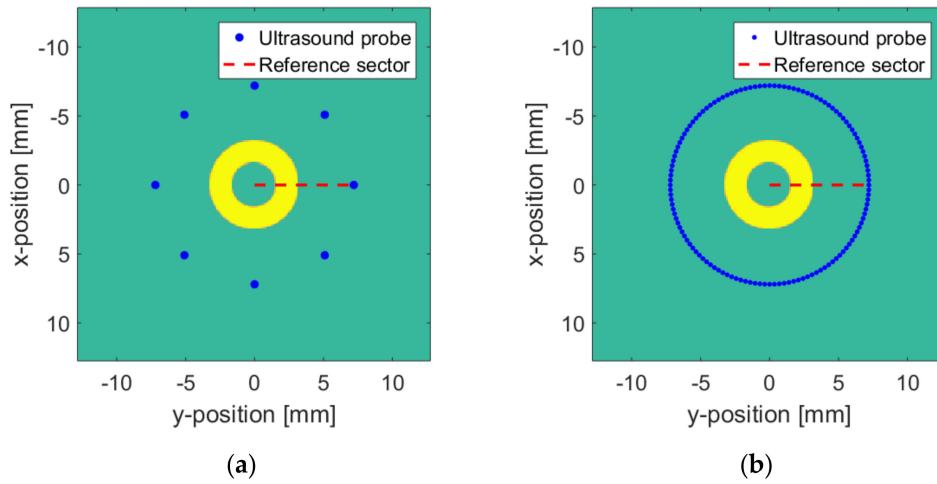 Ultrasound probe
Reference sector
-10
-5
0
5
10
x-position [mm]
-10
-5
0
5
10
y-position [mm]
(a)
Ultrasound probe
Reference sector
-10
-5
0
5
10
x-position [mm]
-10
-5
0
5
10
y-position [mm]
(b)